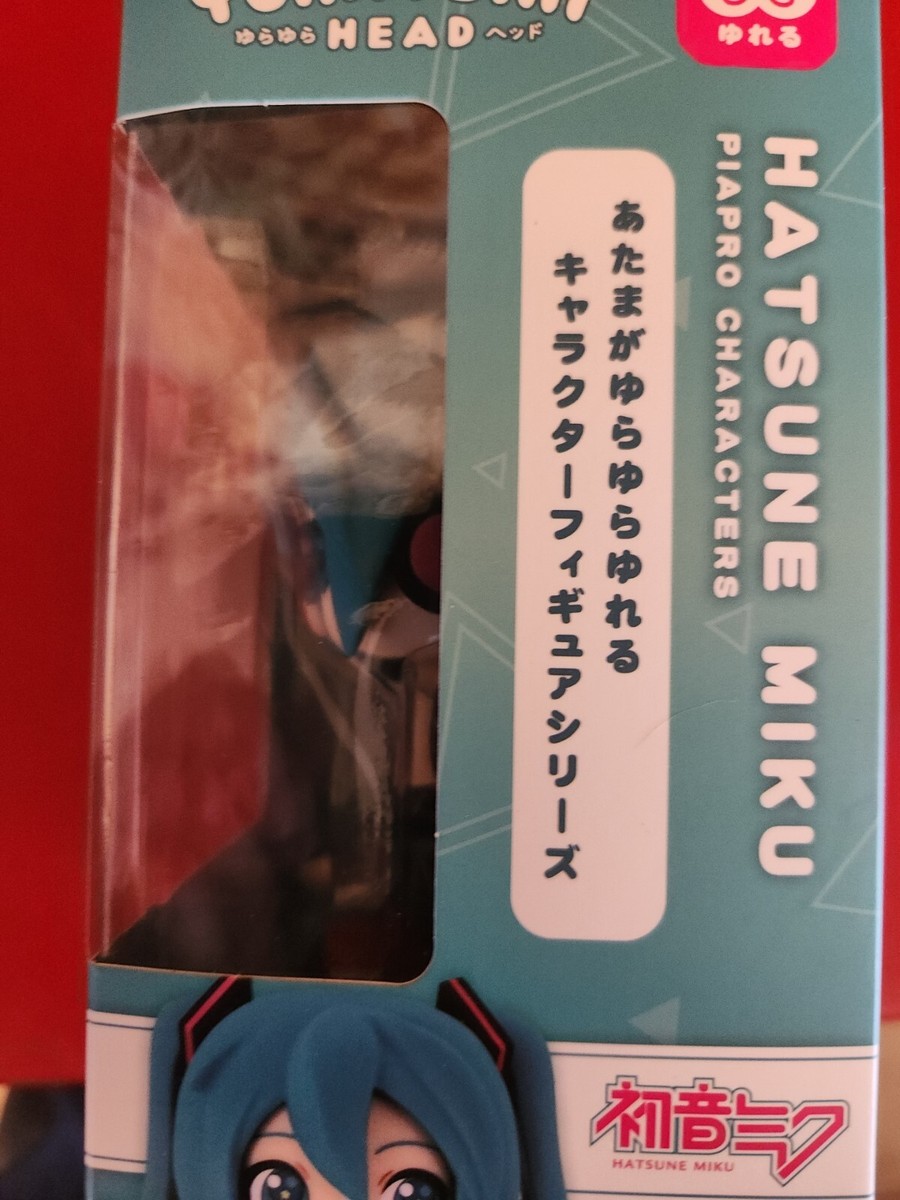 ゆらゆら HEAD ヘッド
ゆれる
HATSUNE MIKU
PIAPRO CHARACTERS
あたまがゆらゆらゆれる
キャラクターフィギュアシリーズ
初音ミク
HATSUNE MIKU